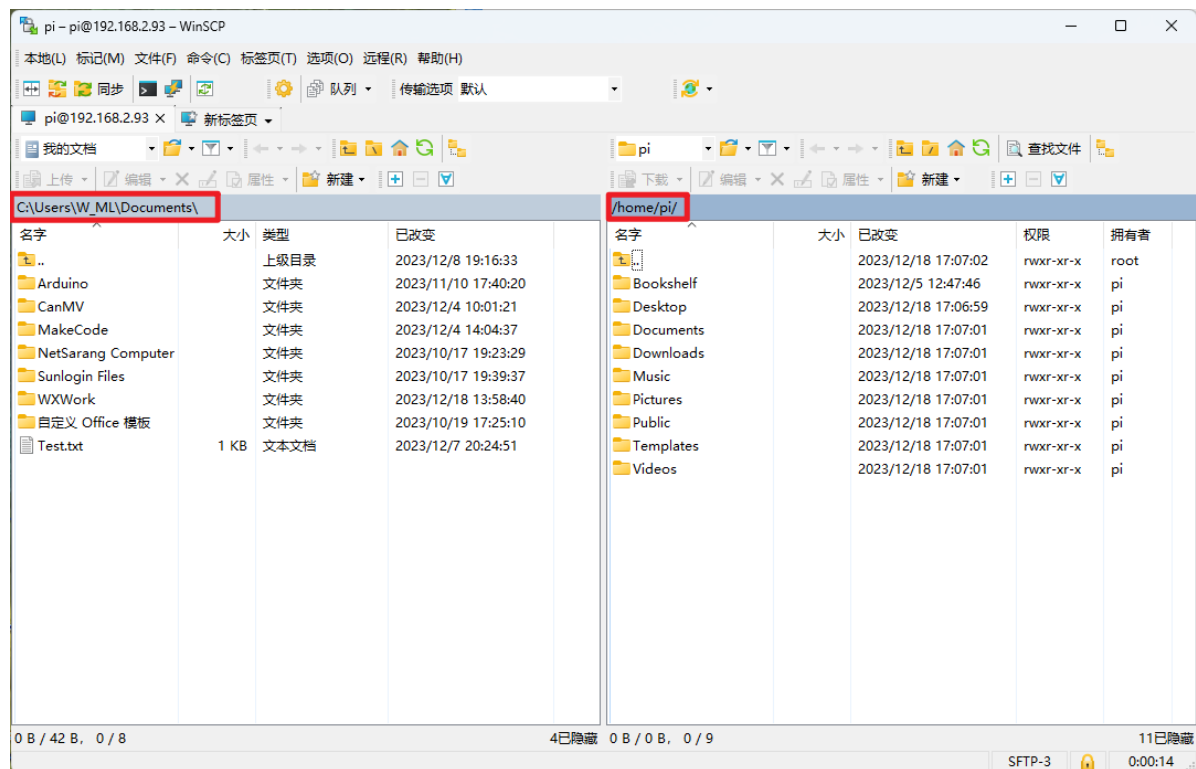 pi – pi@192.168.2.93 – WinSCP
本地(L) 标记(M) 文件(F) 命令(C) 标签页(T) 选项(O) 远程(R) 帮助(H)
同步 队列 传输选项 默认
pi@192.168.2.93 × 新标签页
我的文档
上传 编辑 属性 新建
C:\Users\W_ML\Documents\
名字 大小 类型 已改变
.. 上级目录 2023/12/8 19:16:33
Arduino 文件夹 2023/11/10 17:40:20
CanMV 文件夹 2023/12/4 10:01:21
MakeCode 文件夹 2023/12/4 14:04:37
NetSarang Computer 文件夹 2023/10/17 19:23:29
Sunlogin Files 文件夹 2023/10/17 19:39:37
WXWork 文件夹 2023/12/18 13:58:40
自定义 Office 模板 文件夹 2023/10/19 17:25:10
Test.txt 1 KB 文本文档 2023/12/7 20:24:51
0 B / 42 B, 0 / 8 4已隐藏
pi 查找文件
下载 编辑 属性 新建
/home/pi/
名字 大小 已改变 权限 拥有者
.. 2023/12/18 17:07:02 rwxr-xr-x root
Bookshelf 2023/12/5 12:47:46 rwxr-xr-x pi
Desktop 2023/12/18 17:06:59 rwxr-xr-x pi
Documents 2023/12/18 17:07:01 rwxr-xr-x pi
Downloads 2023/12/18 17:07:01 rwxr-xr-x pi
Music 2023/12/18 17:07:01 rwxr-xr-x pi
Pictures 2023/12/18 17:07:01 rwxr-xr-x pi
Public 2023/12/18 17:07:01 rwxr-xr-x pi
Templates 2023/12/18 17:07:01 rwxr-xr-x pi
Videos 2023/12/18 17:07:01 rwxr-xr-x pi
0 B / 0 B, 0 / 9 11已隐藏
SFTP-3 0:00:14